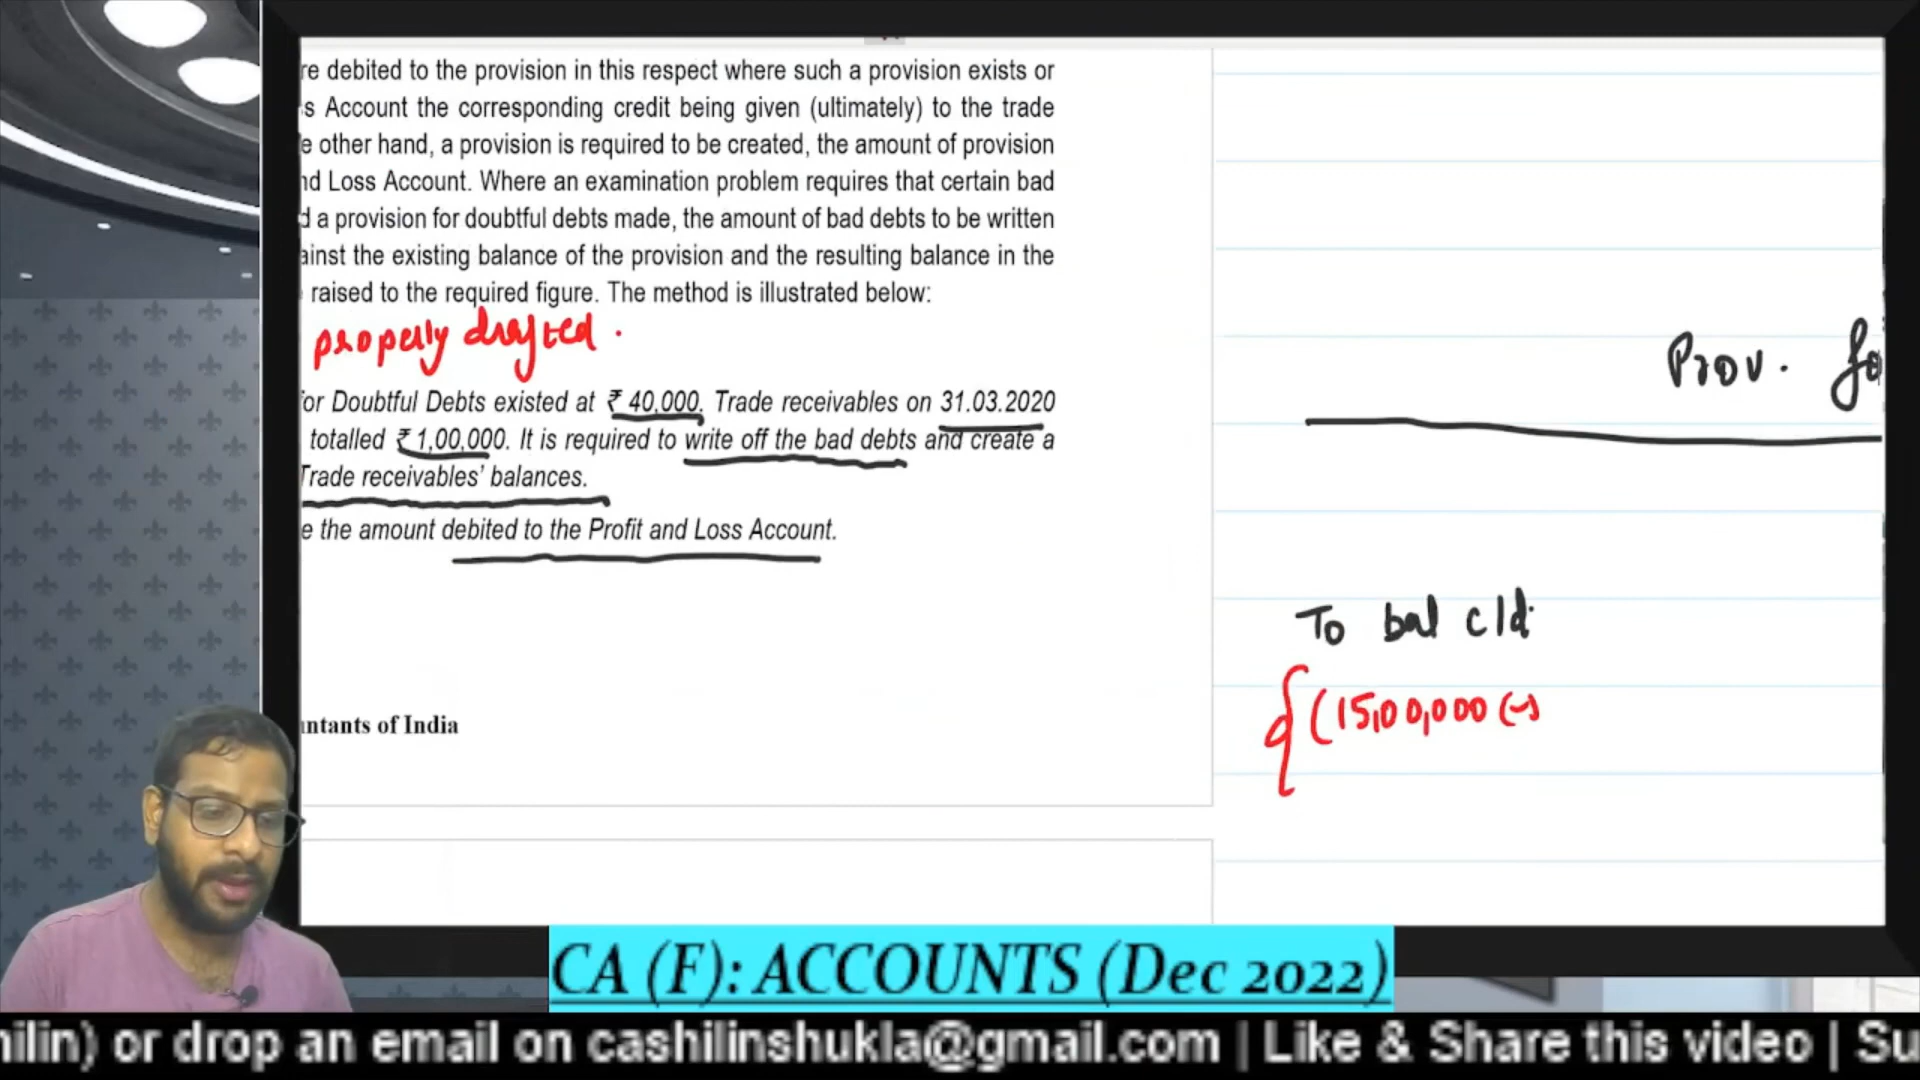 re debited to the provision in this respect where such a provision exists or
s Account the corresponding credit being given (ultimately) to the trade
e other hand, a provision is required to be created, the amount of provision
nd Loss Account. Where an examination problem requires that certain bad
d a provision for doubtful debts made, the amount of bad debts to be written
ainst the existing balance of the provision and the resulting balance in the
raised to the required figure. The method is illustrated below:
properly drafted.
for Doubtful Debts existed at ₹ 40,000. Trade receivables on 31.03.2020
totalled ₹ 1,00,000. It is required to write off the bad debts and create a
Trade receivables' balances.
e the amount debited to the Profit and Loss Account.
ntants of India
Prov. fo
To bal c/d
{(15,00,000 (-)
CA (F): ACCOUNTS (Dec 2022)
hilin) or drop an email on cashilinshukla@gmail.com | Like & Share this video | Su